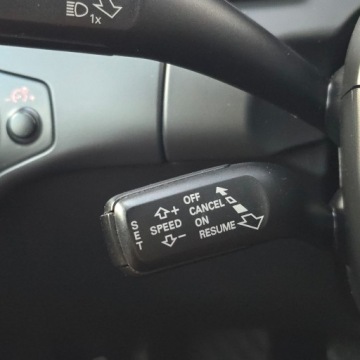 1x
OFF
CANCEL
SET SPEED + ON
- RESUME